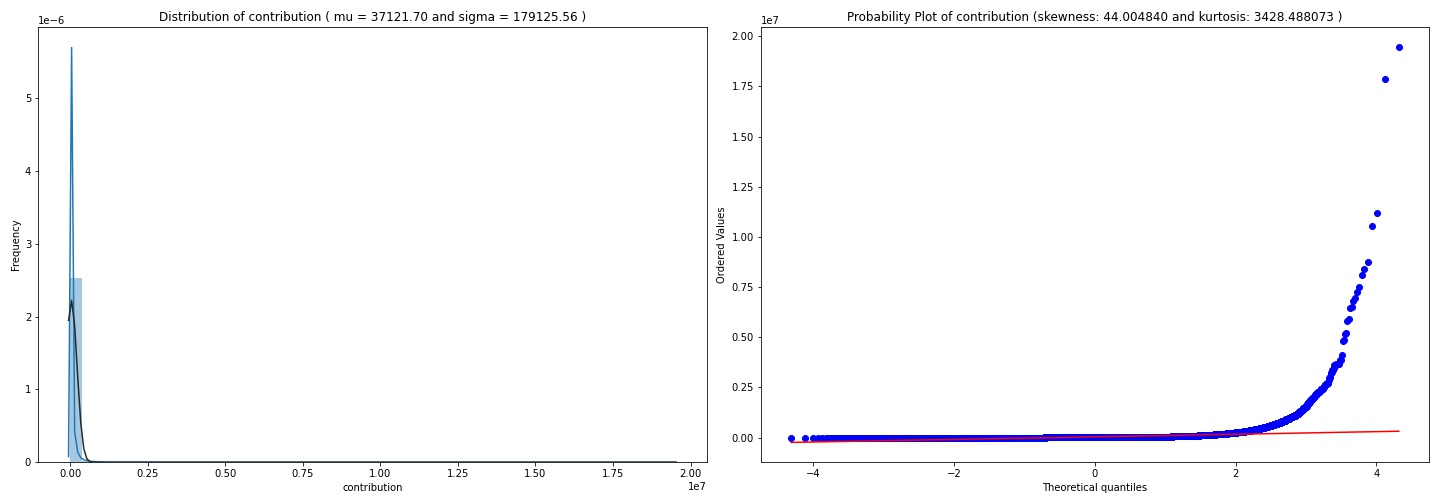 Distribution of contribution ( mu = 37121.70 and sigma = 179125.56 )
1e−6
5
4
3
2
1
0
Frequency
0.00 0.25 0.50 0.75 1.00 1.25 1.50 1.75 2.00
1e7
contribution
Probability Plot of contribution (skewness: 44.004840 and kurtosis: 3428.488073 )
1e7
2.00
1.75
1.50
1.25
1.00
0.75
0.50
0.25
0.00
Ordered Values
−4 −2 0 2 4
Theoretical quantiles